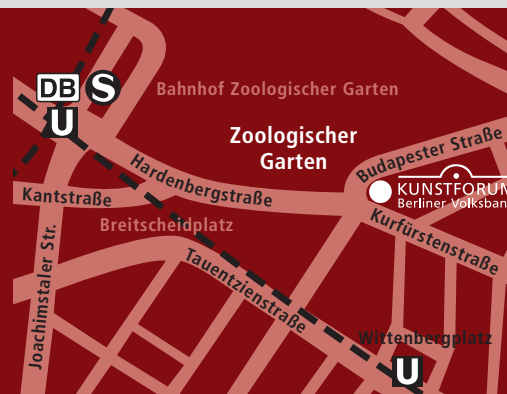 DB S
U
Bahnhof Zoologischer Garten
Zoologischer
Garten
Budapester Straße
Hardenbergstraße
KUNSTFORUM
Berliner Volksban
Kantstraße
Breitscheidplatz
Kurfürstenstraße
Joachimstaler Str.
Tauentzienstraße
Wittenbergplatz
U